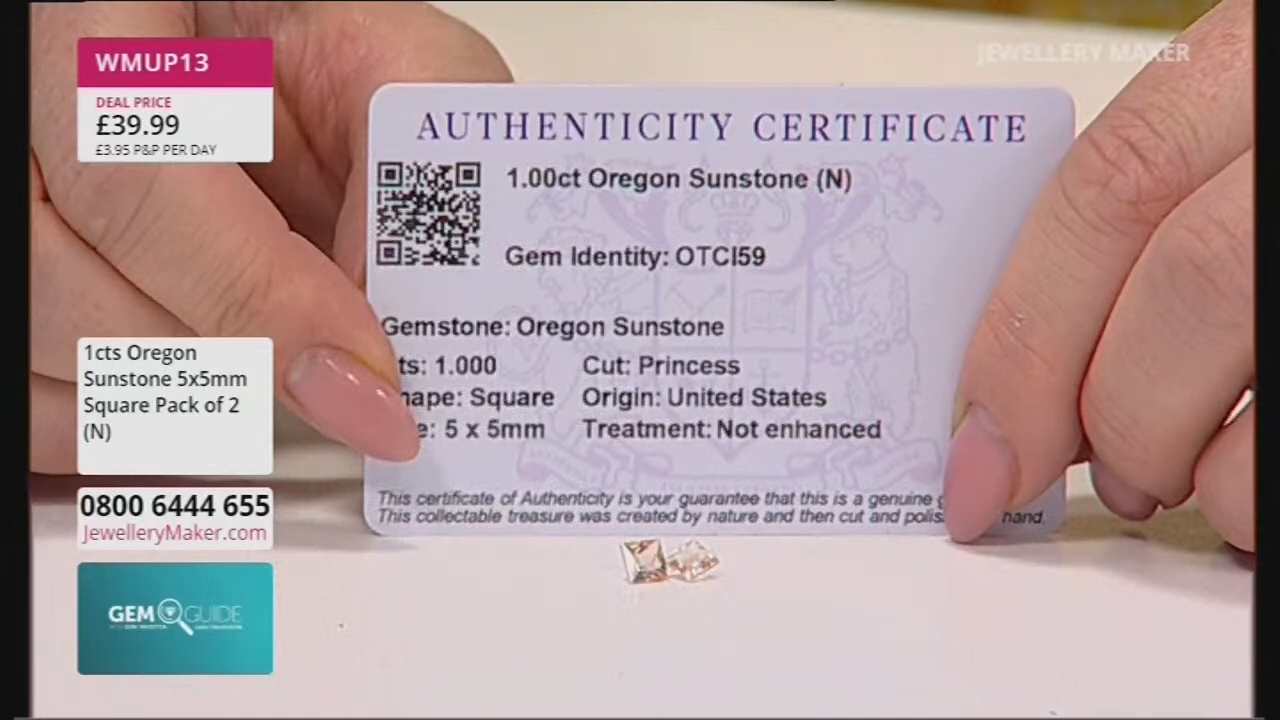 WMUP13
DEAL PRICE
£39.99
£3.95 P&P PER DAY
1cts Oregon
Sunstone 5x5mm
Square Pack of 2
(N)
0800 6444 655
JewelleryMaker.com
GEM GUIDE
JEWELLERY MAKER
AUTHENTICITY CERTIFICATE
1.00ct Oregon Sunstone (N)
Gem Identity: OTCI59
Gemstone: Oregon Sunstone
ts: 1.000 Cut: Princess
hape: Square Origin: United States
e: 5 x 5mm Treatment: Not enhanced
This certificate of Authenticity is your guarantee that this is a genuine
This collectable treasure was created by nature and then cut and polis hand